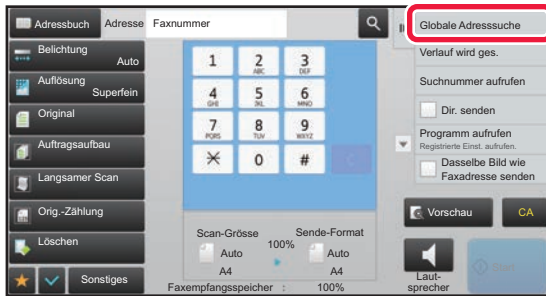 Adressbuch
Adresse
Faxnummer
Belichtung
Auto
Auflösung
Superfein
Original
Auftragsaufbau
Langsamer Scan
Orig.-Zählung
Löschen
Sonstiges
1
2
ABC
3
DEF
4
GHI
5
JKL
6
MNO
7
PQRS
8
TUV
9
WXYZ
0
#
C
Scan-Grösse
Auto
A4
100%
Sende-Format
Auto
A4
Faxempfangsspeicher : 100%
Globale Adresssuche
Verlauf wird ges.
Suchnummer aufrufen
Dir. senden
Programm aufrufen
Registrierte Einst. aufrufen.
Dasselbe Bild wie
Faxadresse senden
Vorschau
CA
Laut-
sprecher
Start